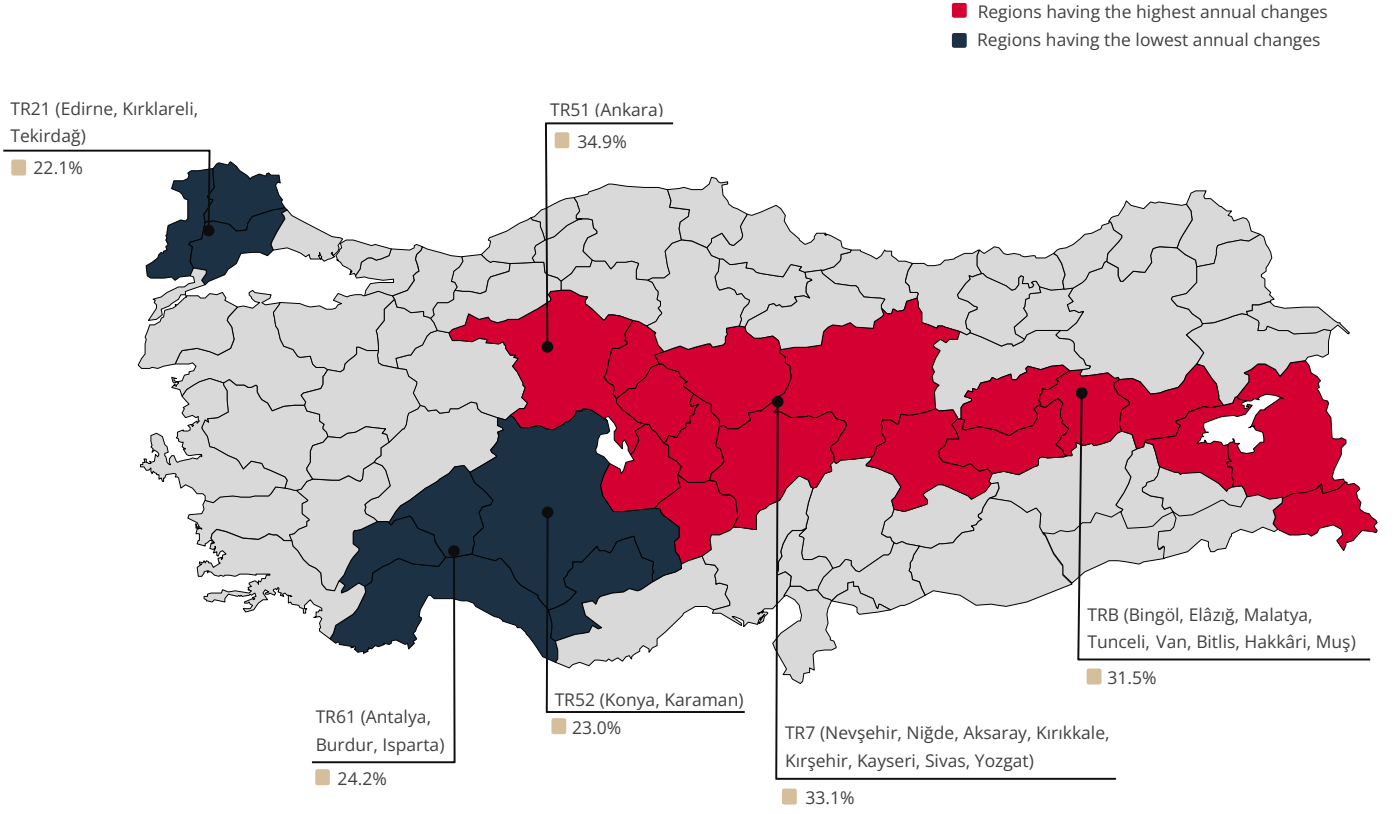 Regions having the highest annual changes
Regions having the lowest annual changes
TR21 (Edirne, Kırklareli,
Tekirdağ)
22.1%
TR51 (Ankara)
34.9%
TRB (Bingöl, Elâzığ, Malatya,
Tunceli, Van, Bitlis, Hakkâri, Muş)
31.5%
TR52 (Konya, Karaman)
23.0%
TR61 (Antalya,
Burdur, Isparta)
24.2%
TR7 (Nevşehir, Niğde, Aksaray, Kırıkkale,
Kırşehir, Kayseri, Sivas, Yozgat)
33.1%